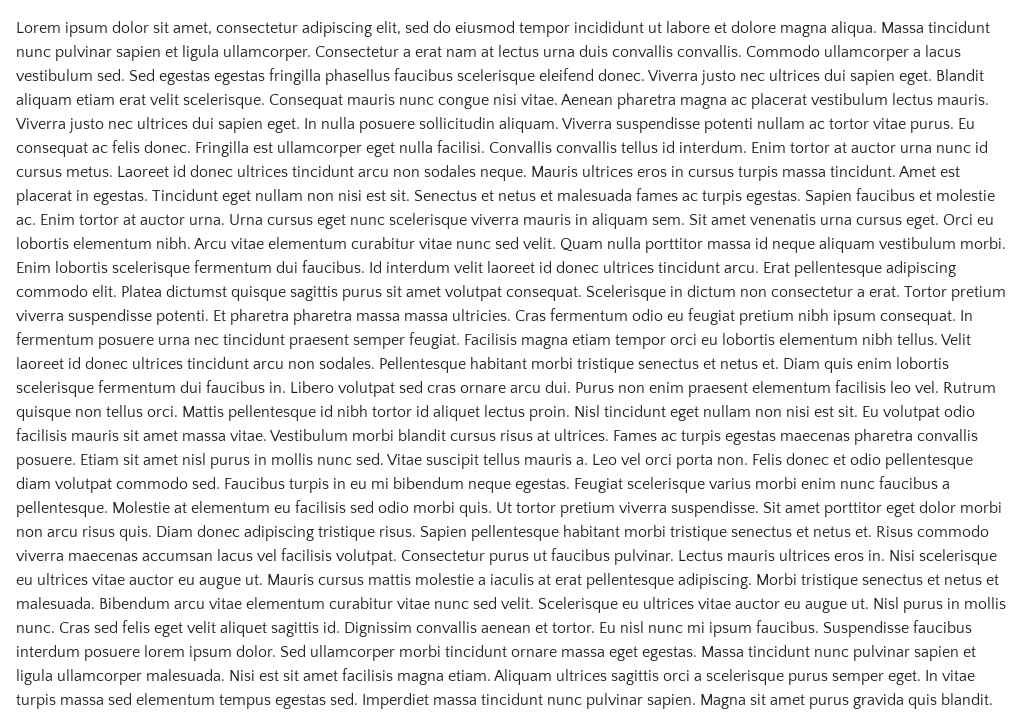 Lorem ipsum dolor sit amet, consectetur adipiscing elit, sed do eiusmod tempor incididunt ut labore et dolore magna aliqua. Massa tincidunt
nunc pulvinar sapien et ligula ullamcorper. Consectetur a erat nam at lectus urna duis convallis convallis. Commodo ullamcorper a lacus
vestibulum sed. Sed egestas egestas fringilla phasellus faucibus scelerisque eleifend donec. Viverra justo nec ultrices dui sapien eget. Blandit
aliquam etiam erat velit scelerisque. Consequat mauris nunc congue nisi vitae. Aenean pharetra magna ac placerat vestibulum lectus mauris.
Viverra justo nec ultrices dui sapien eget. In nulla posuere sollicitudin aliquam. Viverra suspendisse potenti nullam ac tortor vitae purus. Eu
consequat ac felis donec. Fringilla est ullamcorper eget nulla facilisi. Convallis convallis tellus id interdum. Enim tortor at auctor urna nunc id
cursus metus. Laoreet id donec ultrices tincidunt arcu non sodales neque. Mauris ultrices eros in cursus turpis massa tincidunt. Amet est
placerat in egestas. Tincidunt eget nullam non nisi est sit. Senectus et netus et malesuada fames ac turpis egestas. Sapien faucibus et molestie
ac. Enim tortor at auctor urna. Urna cursus eget nunc scelerisque viverra mauris in aliquam sem. Sit amet venenatis urna cursus eget. Orci eu
lobortis elementum nibh. Arcu vitae elementum curabitur vitae nunc sed velit. Quam nulla porttitor massa id neque aliquam vestibulum morbi.
Enim lobortis scelerisque fermentum dui faucibus. Id interdum velit laoreet id donec ultrices tincidunt arcu. Erat pellentesque adipiscing
commodo elit. Platea dictumst quisque sagittis purus sit amet volutpat consequat. Scelerisque in dictum non consectetur a erat. Tortor pretium
viverra suspendisse potenti. Et pharetra pharetra massa massa ultricies. Cras fermentum odio eu feugiat pretium nibh ipsum consequat. In
fermentum posuere urna nec tincidunt praesent semper feugiat. Facilisis magna etiam tempor orci eu lobortis elementum nibh tellus. Velit
laoreet id donec ultrices tincidunt arcu non sodales. Pellentesque habitant morbi tristique senectus et netus et. Diam quis enim lobortis
scelerisque fermentum dui faucibus in. Libero volutpat sed cras ornare arcu dui. Purus non enim praesent elementum facilisis leo vel. Rutrum
quisque non tellus orci. Mattis pellentesque id nibh tortor id aliquet lectus proin. Nisl tincidunt eget nullam non nisi est sit. Eu volutpat odio
facilisis mauris sit amet massa vitae. Vestibulum morbi blandit cursus risus at ultrices. Fames ac turpis egestas maecenas pharetra convallis
posuere. Etiam sit amet nisl purus in mollis nunc sed. Vitae suscipit tellus mauris a. Leo vel orci porta non. Felis donec et odio pellentesque
diam volutpat commodo sed. Faucibus turpis in eu mi bibendum neque egestas. Feugiat scelerisque varius morbi enim nunc faucibus a
pellentesque. Molestie at elementum eu facilisis sed odio morbi quis. Ut tortor pretium viverra suspendisse. Sit amet porttitor eget dolor morbi
non arcu risus quis. Diam donec adipiscing tristique risus. Sapien pellentesque habitant morbi tristique senectus et netus et. Risus commodo
viverra maecenas accumsan lacus vel facilisis volutpat. Consectetur purus ut faucibus pulvinar. Lectus mauris ultrices eros in. Nisi scelerisque
eu ultrices vitae auctor eu augue ut. Mauris cursus mattis molestie a iaculis at erat pellentesque adipiscing. Morbi tristique senectus et netus et
malesuada. Bibendum arcu vitae elementum curabitur vitae nunc sed velit. Scelerisque eu ultrices vitae auctor eu augue ut. Nisl purus in mollis
nunc. Cras sed felis eget velit aliquet sagittis id. Dignissim convallis aenean et tortor. Eu nisl nunc mi ipsum faucibus. Suspendisse faucibus
interdum posuere lorem ipsum dolor. Sed ullamcorper morbi tincidunt ornare massa eget egestas. Massa tincidunt nunc pulvinar sapien et
ligula ullamcorper malesuada. Nisi est sit amet facilisis magna etiam. Aliquam ultrices sagittis orci a scelerisque purus semper eget. In vitae
turpis massa sed elementum tempus egestas sed. Imperdiet massa tincidunt nunc pulvinar sapien. Magna sit amet purus gravida quis blandit.